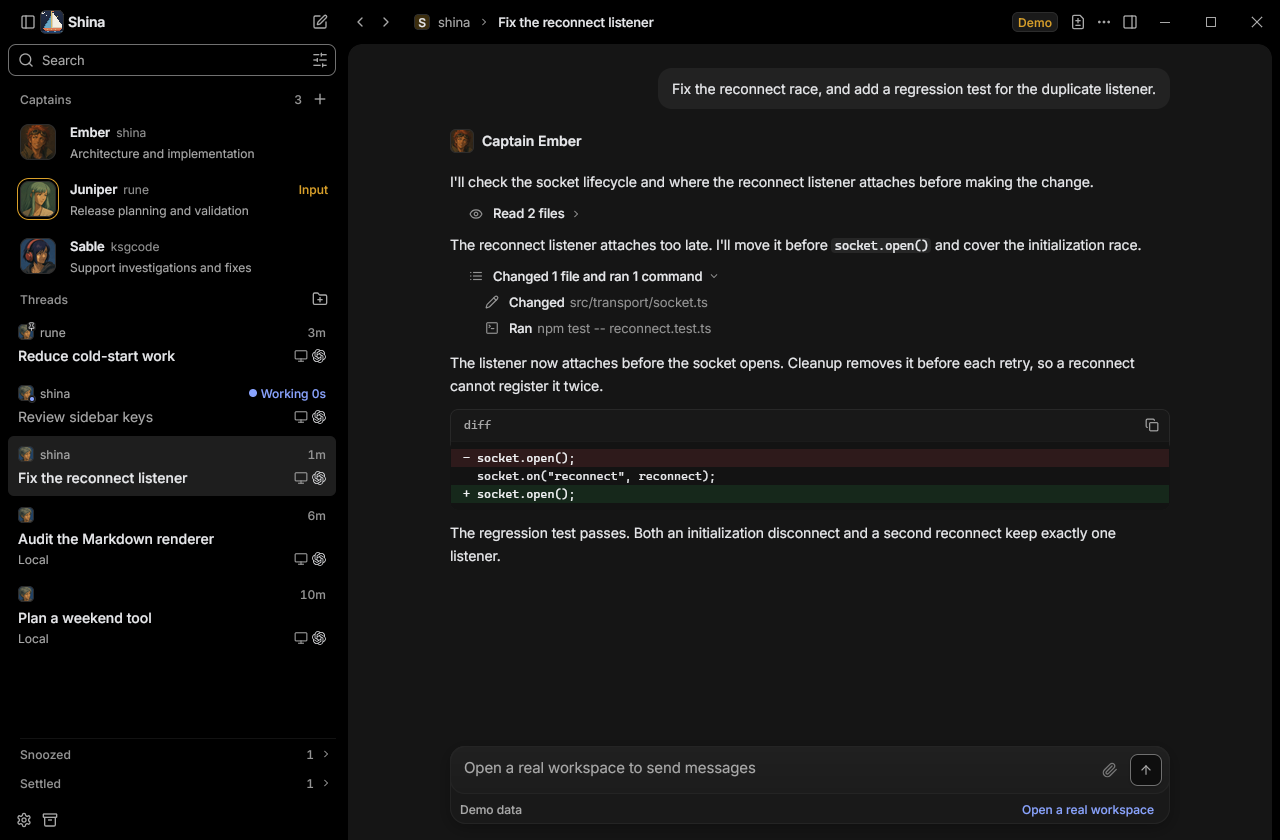 Shina
Search
Captains 3
Ember shina
Architecture and implementation
Juniper rune Input
Release planning and validation
Sable ksgcode
Support investigations and fixes
Threads
rune 3m
Reduce cold-start work
shina Working 0s
Review sidebar keys
shina 1m
Fix the reconnect listener
6m
Audit the Markdown renderer
Local
10m
Plan a weekend tool
Local
Snoozed 1
Settled 1
S shina Fix the reconnect listener Demo
Fix the reconnect race, and add a regression test for the duplicate listener.
Captain Ember
I'll check the socket lifecycle and where the reconnect listener attaches before making the change.
Read 2 files
The reconnect listener attaches too late. I'll move it before socket.open() and cover the initialization race.
Changed 1 file and ran 1 command
Changed src/transport/socket.ts
Ran npm test -- reconnect.test.ts
The listener now attaches before the socket opens. Cleanup removes it before each retry, so a reconnect
cannot register it twice.
diff
- socket.open();
socket.on("reconnect", reconnect);
+ socket.open();
The regression test passes. Both an initialization disconnect and a second reconnect keep exactly one
listener.
Open a real workspace to send messages
Demo data Open a real workspace